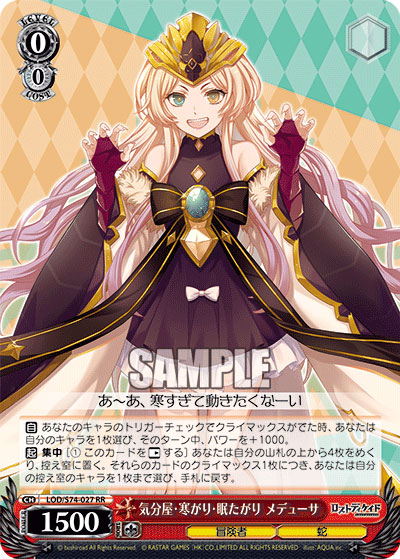 LEVEL
0
0
COST
SAMPLE
あ～あ、寒すぎて動きたくなーい
自 あなたのキャラのトリガーチェックでクライマックスがでた時、あなたは
自分のキャラを1枚選び、そのターン中、パワーを+1000。
起 集中 [① このカードを レストする] あなたは自分の山札の上から4枚をめく
り、控え室に置く。それらのカードのクライマックス1枚につき、あなたは自分
の控え室のキャラを1枚選び、手札に戻す。
CH LOD/S74-027 RR
1500
気分屋・寒がり・眠たがり メデューサ
ロストディケイド
冒険者
蛇
© bushiroad All Rights Reserved. © RASTAR GAMES (HK) CO.,LIMITED ALL RIGHTS RESERVED. illust AQUA.inc